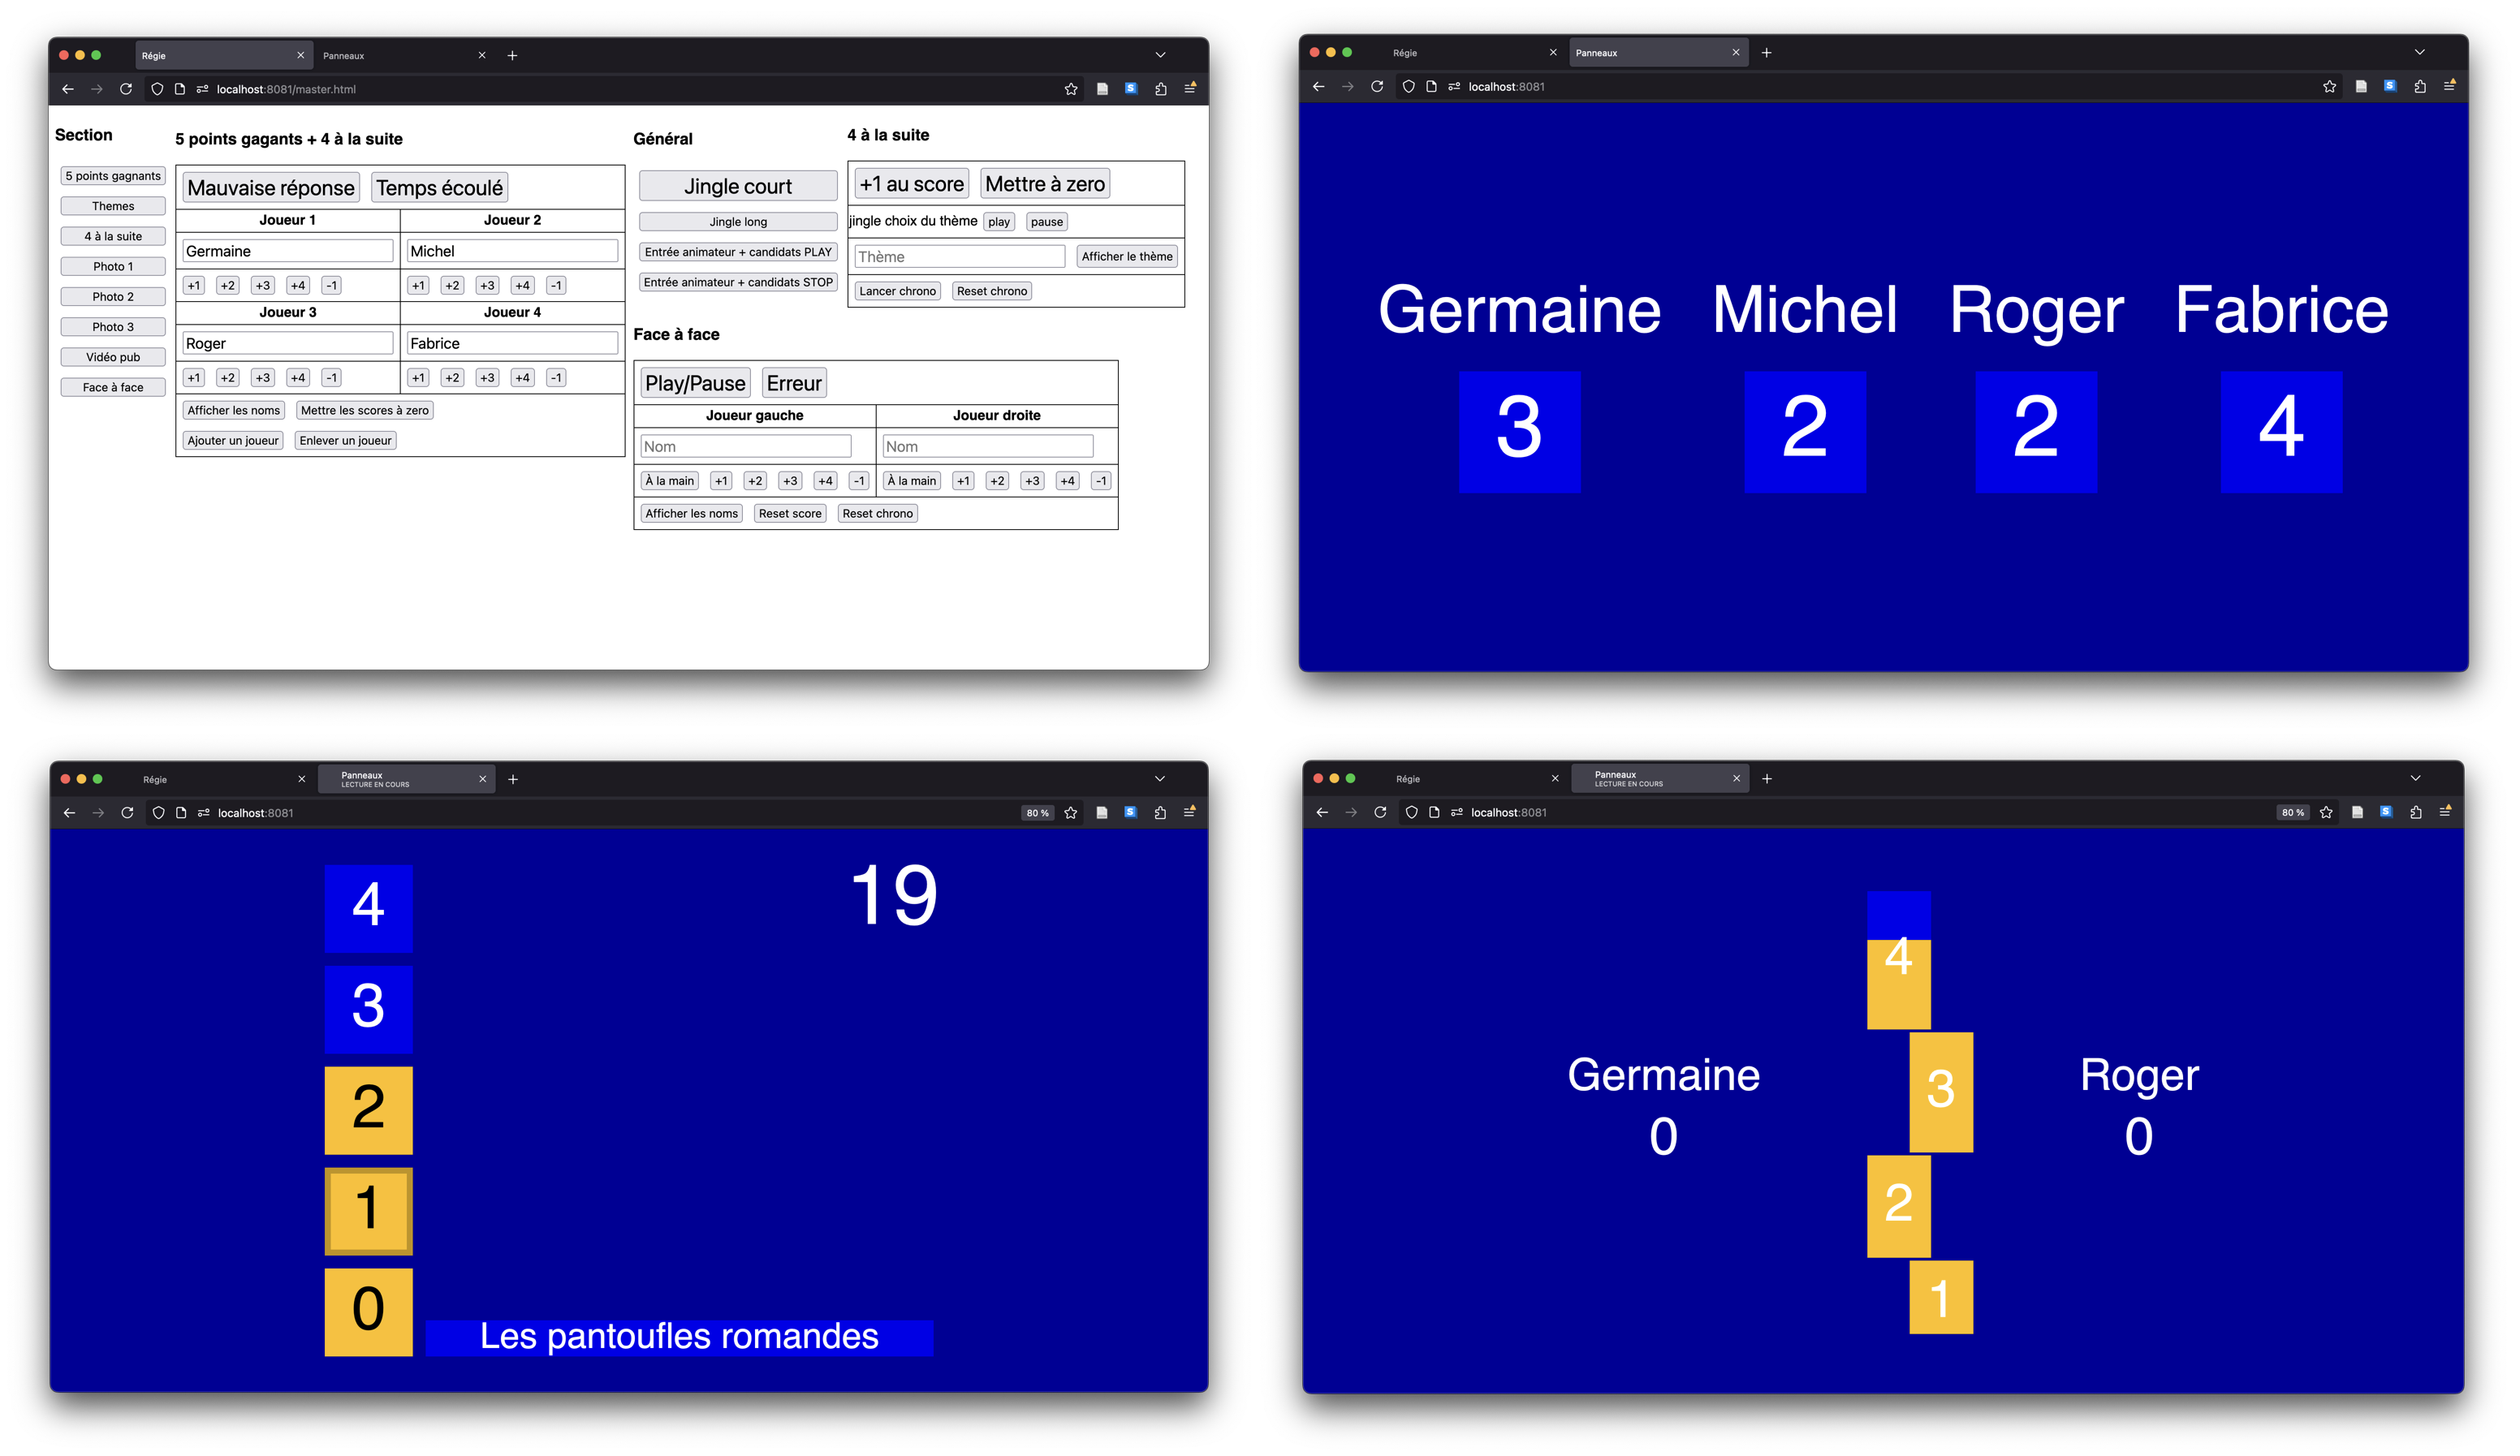 Régie
Panneaux
localhost:8081/master.html
Section
5 points gagnants
Themes
4 à la suite
Photo 1
Photo 2
Photo 3
Vidéo pub
Face à face
5 points gagants + 4 à la suite
Mauvaise réponse Temps écoulé
Joueur 1 Joueur 2
Germaine Michel
+1 +2 +3 +4 -1 +1 +2 +3 +4 -1
Joueur 3 Joueur 4
Roger Fabrice
+1 +2 +3 +4 -1 +1 +2 +3 +4 -1
Afficher les noms Mettre les scores à zero
Ajouter un joueur Enlever un joueur
Général
Jingle court
Jingle long
Entrée animateur + candidats PLAY
Entrée animateur + candidats STOP
4 à la suite
+1 au score Mettre à zero
jingle choix du thème play pause
Thème Afficher le thème
Lancer chrono Reset chrono
Face à face
Play/Pause Erreur
Joueur gauche Joueur droite
Nom Nom
À la main +1 +2 +3 +4 -1 À la main +1 +2 +3 +4 -1
Afficher les noms Reset score Reset chrono
Régie
Panneaux
localhost:8081
Germaine Michel Roger Fabrice
3 2 2 4
Régie
Panneaux
LECTURE EN COURS
localhost:8081
80 %
4
19
3
2
1
0
Les pantoufles romandes
Régie
Panneaux
LECTURE EN COURS
localhost:8081
80 %
4
3
Germaine
0
Roger
0
2
1